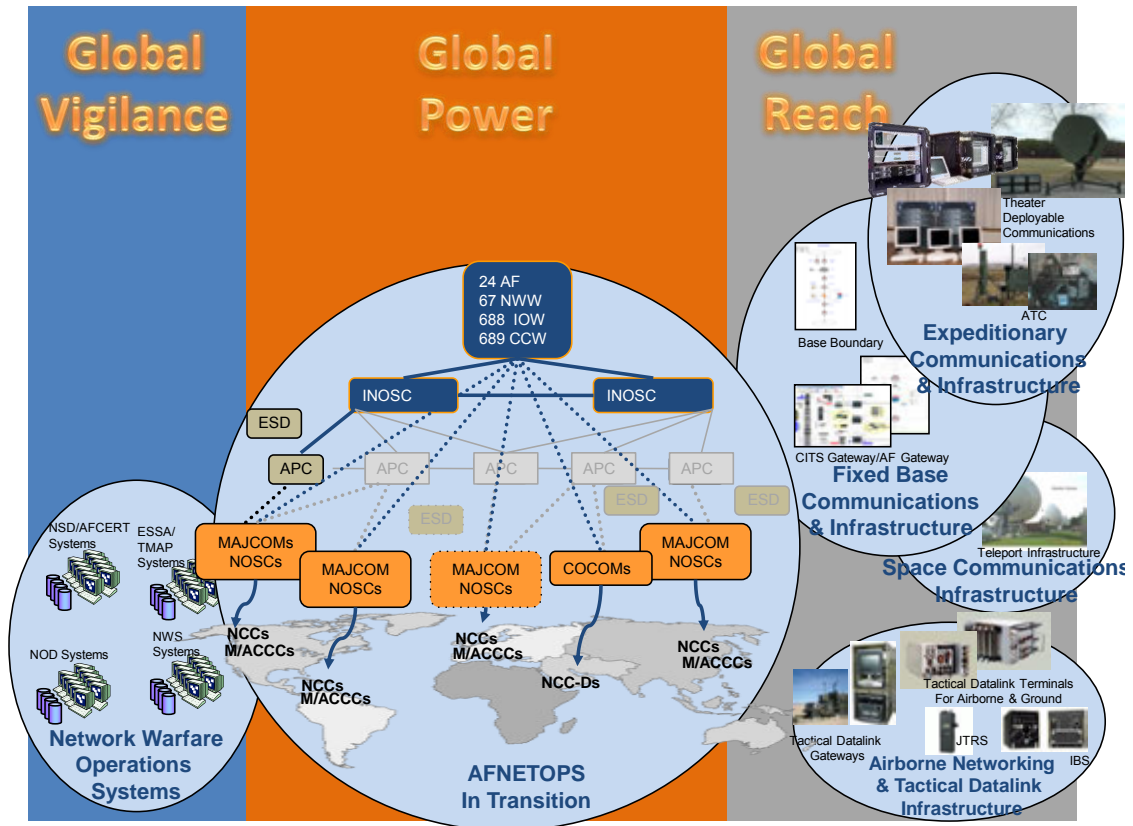 Global
Vigilance
Global
Power
Global
Reach
24 AF
67 NWW
688 IOW
689 CCW
INOSC
INOSC
ESD
APC
APC
APC
APC
APC
ESD
ESD
ESD
MAJCOMs
NOSCs
MAJCOM
NOSCs
MAJCOM
NOSCs
COCOMs
MAJCOM
NOSCs
NCCs
M/ACCCs
NCCs
M/ACCCs
NCCs
M/ACCCs
NCC-Ds
NCCs
M/ACCCs
AFNETOPS
In Transition
NSD/AFCERT
Systems
ESSA/
TMAP
Systems
NOD Systems
NWS
Systems
Network Warfare
Operations
Systems
Theater
Deployable
Communications
ATC
Expeditionary
Communications
& Infrastructure
Base Boundary
CITS Gateway/AF Gateway
Fixed Base
Communications
& Infrastructure
Teleport Infrastructure
Space Communications
Infrastructure
Tactical Datalink Terminals
For Airborne & Ground
Tactical Datalink
Gateways
JTRS
IBS
Airborne Networking
& Tactical Datalink
Infrastructure